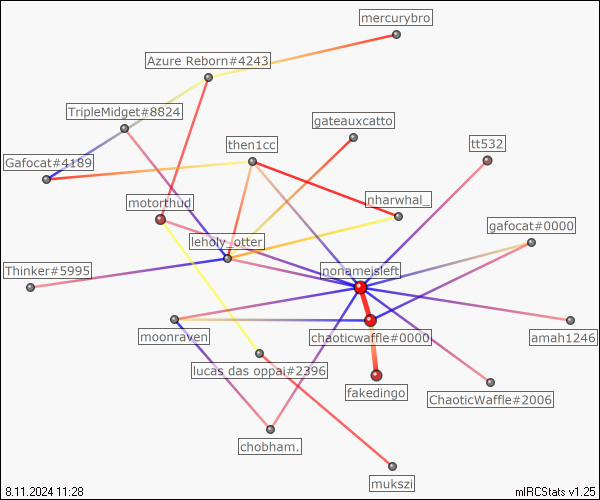 mercurybro
Azure Reborn#4243
TripleMidget#8824
gateauxcatto
then1cc
tt532
Gafocat#4189
motorthud
nharwhal_
gafocat#0000
leholy_otter
Thinker#5995
nonameisleft
moonraven
chaoticwaffle#0000
amah1246
lucas das oppai#2396
fakedingo
ChaoticWaffle#2006
chobham.
mukszi
8.11.2024 11:28
mIRCStats v1.25